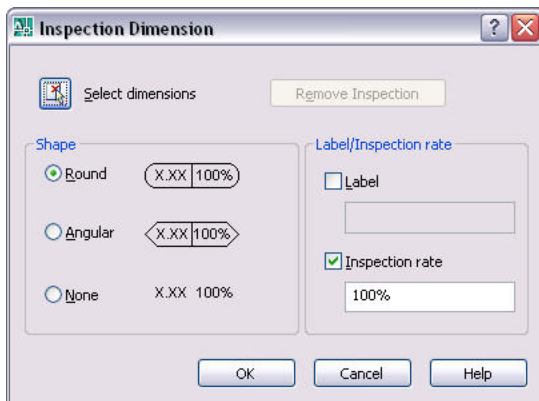 Inspection Dimension
Select dimensions
Remove Inspection
Shape
Round
X.XX 100%
Angular
X.XX 100%
None
X.XX 100%
Label/Inspection rate
Label
Inspection rate
100%
OK
Cancel
Help